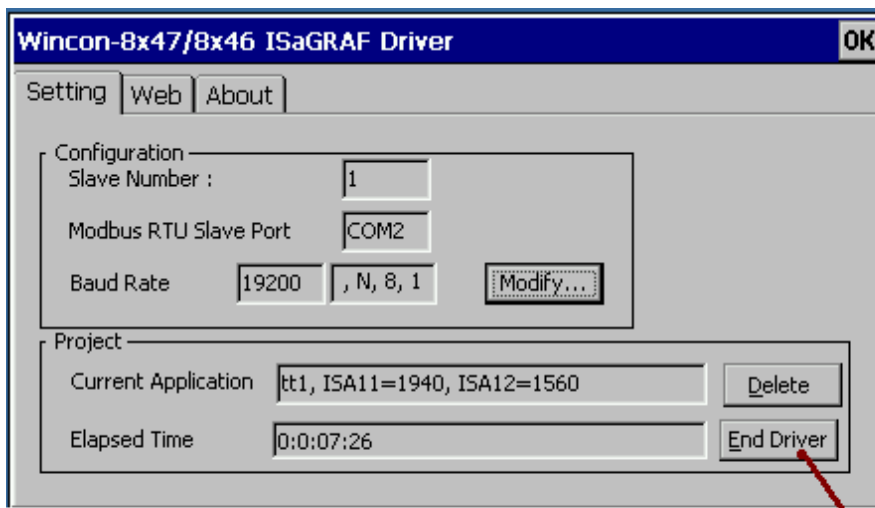 Wincon-8x47/8x46 ISaGRAF Driver OK
Setting Web About
Configuration
Slave Number : 1
Modbus RTU Slave Port COM2
Baud Rate 19200 , N, 8, 1 Modify...
Project
Current Application tt1, ISA11=1940, ISA12=1560 Delete
Elapsed Time 0:0:07:26 End Driver